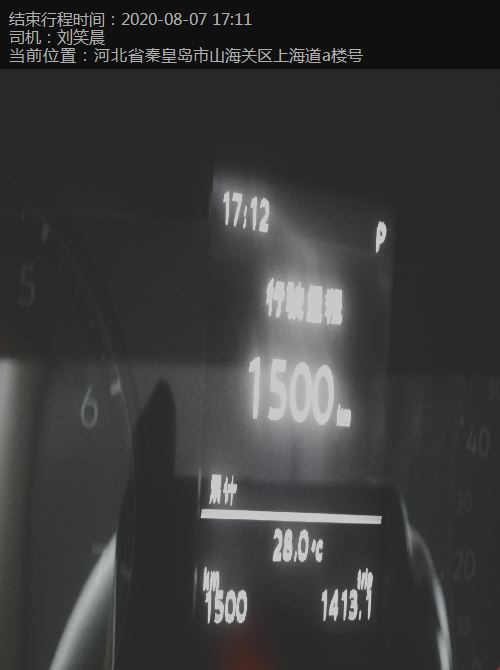 结束行程时间：2020-08-07 17:11
司机：刘笑晨
当前位置：河北省秦皇岛市山海关区上海道a楼号
17:12
P
行驶里程
1500 km
5
6
累计
28.0 ℃
km trip
1500 1413.1
40
30
20
10